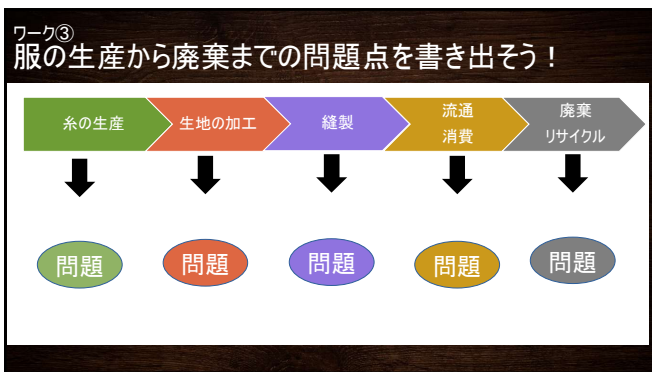 ワーク③
服の生産から廃棄までの問題点を書き出そう！
糸の生産
生地の加工
縫製
流通
消費
廃棄
リサイクル
問題
問題
問題
問題
問題